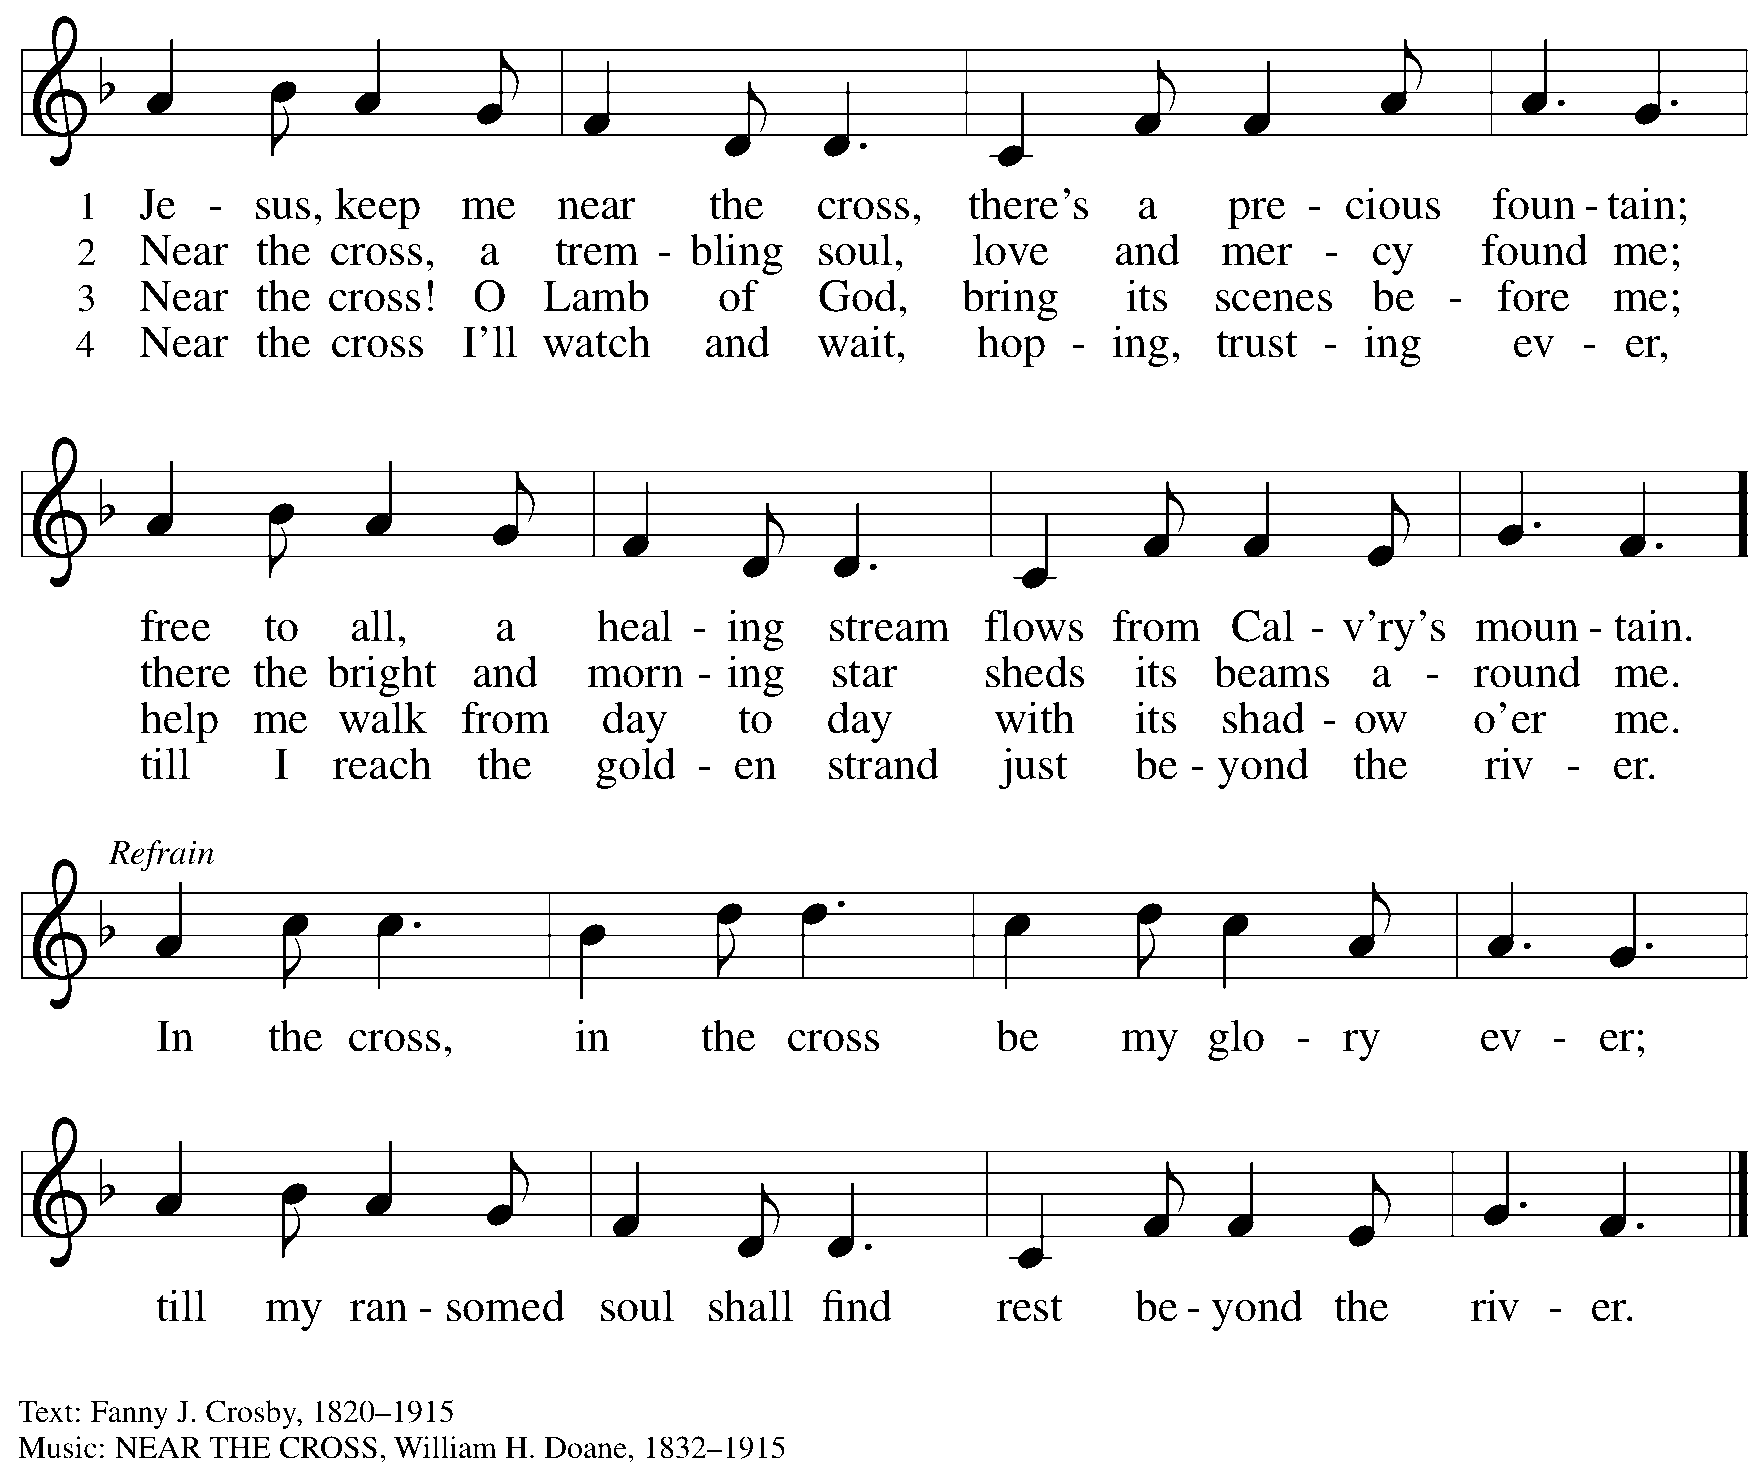 1 Je - sus, keep me near the cross, there's a pre - cious foun - tain;
2 Near the cross, a trem - bling soul, love and mer - cy found me;
3 Near the cross! O Lamb of God, bring its scenes be - fore me;
4 Near the cross I'll watch and wait, hop - ing, trust - ing ev - er,
free to all, a heal - ing stream flows from Cal - v'ry's moun - tain.
there the bright and morn - ing star sheds its beams a - round me.
help me walk from day to day with its shad - ow o'er me.
till I reach the gold - en strand just be - yond the riv - er.
Refrain
In the cross, in the cross be my glo - ry ev - er;
till my ran - somed soul shall find rest be - yond the riv - er.
Text: Fanny J. Crosby, 1820–1915
Music: NEAR THE CROSS, William H. Doane, 1832–1915